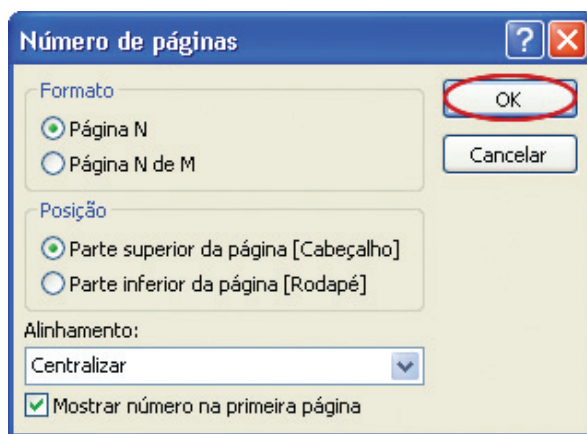 Número de páginas
Formato
Página N
Página N de M
Posição
Parte superior da página [Cabeçalho]
Parte inferior da página [Rodapé]
Alinhamento:
Centralizar
Mostrar número na primeira página
OK
Cancelar